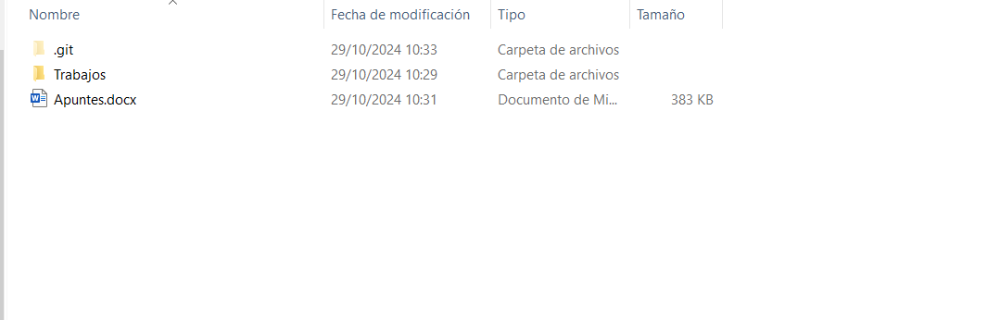 Nombre Fecha de modificación Tipo Tamaño
.git 29/10/2024 10:33 Carpeta de archivos
Trabajos 29/10/2024 10:29 Carpeta de archivos
Apuntes.docx 29/10/2024 10:31 Documento de Mi... 383 KB